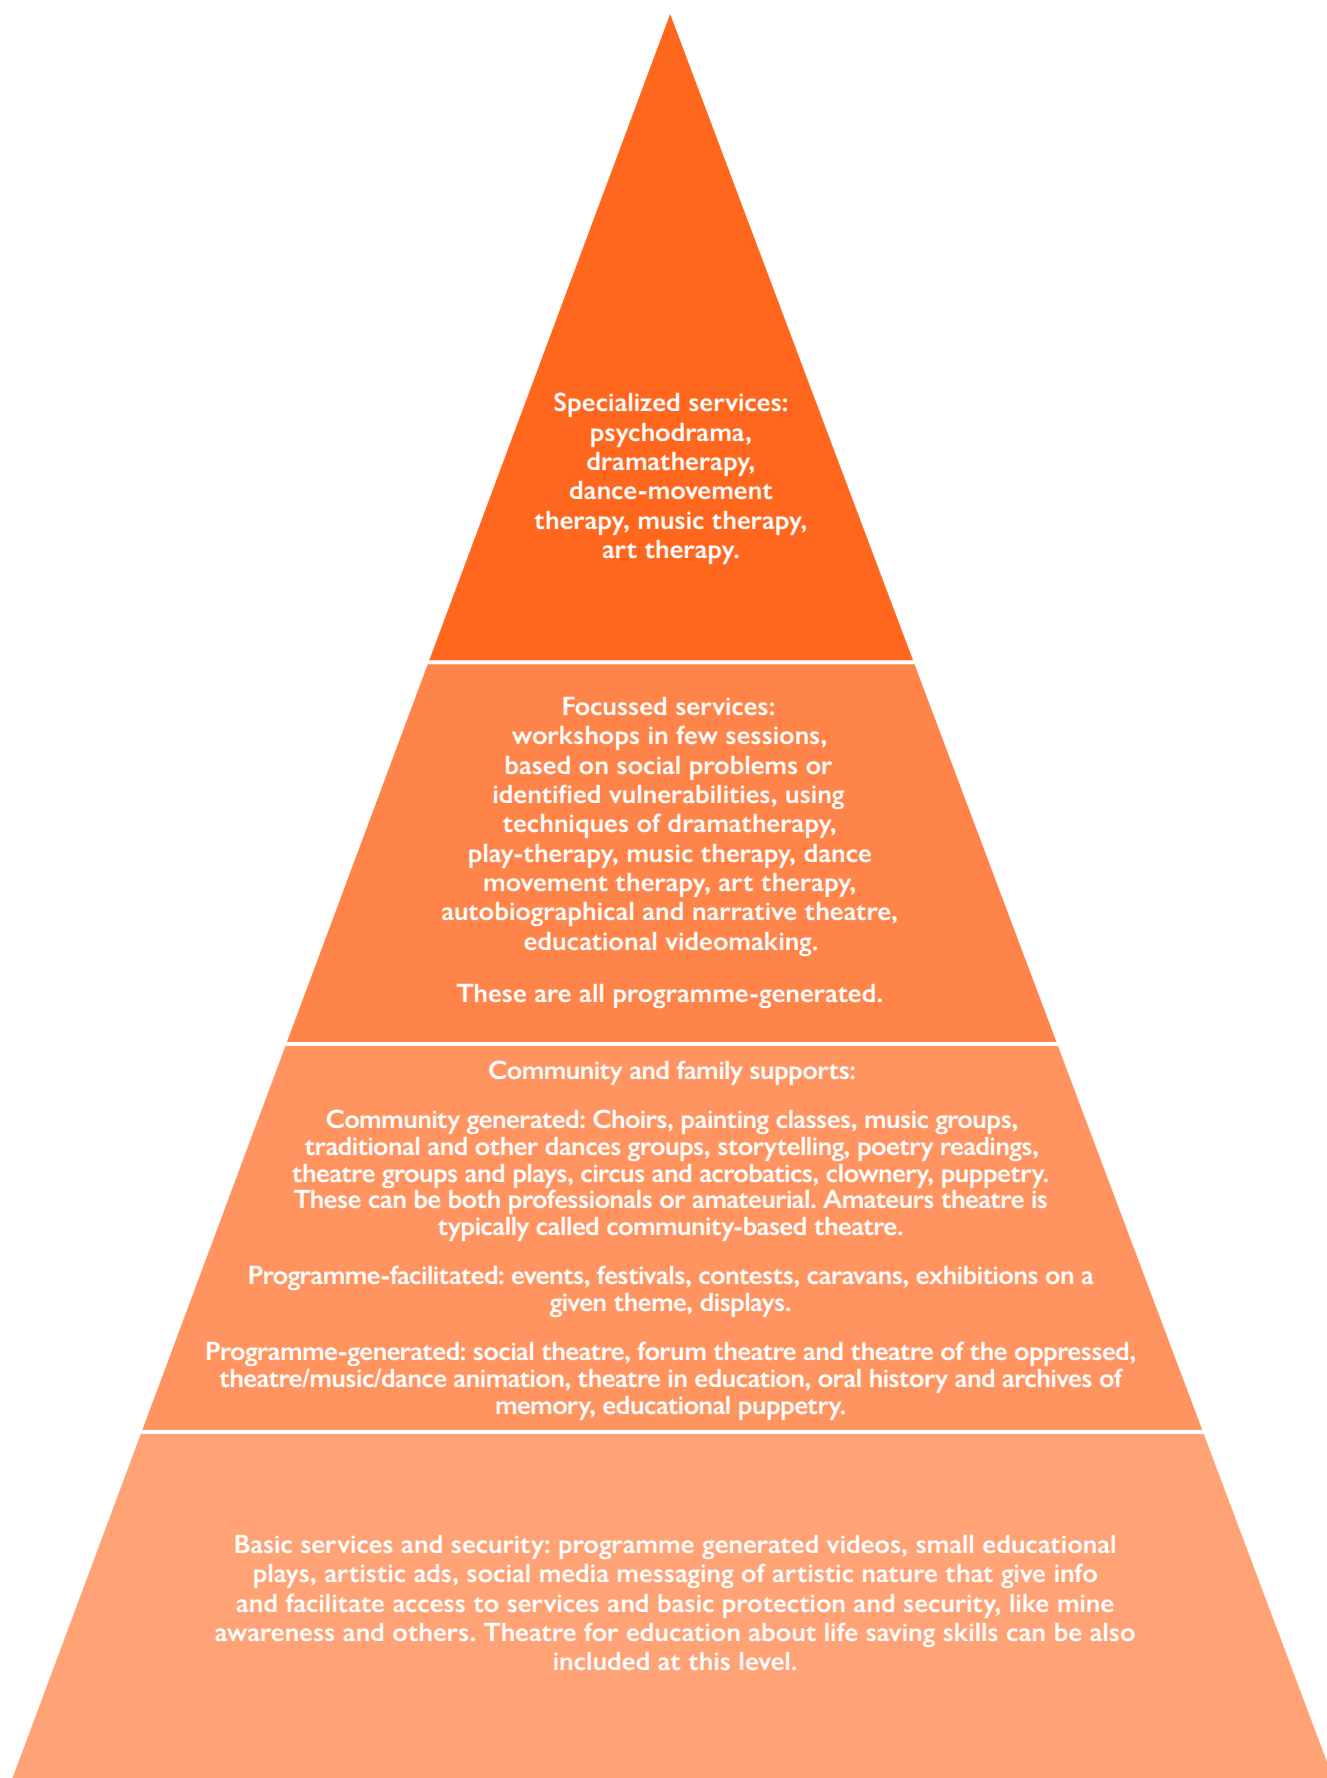 Specialized services:
psychodrama,
dramatherapy,
dance-movement
therapy, music therapy,
art therapy.
Focussed services:
workshops in few sessions,
based on social problems or
identified vulnerabilities, using
techniques of dramatherapy,
play-therapy, music therapy, dance
movement therapy, art therapy,
autobiographical and narrative theatre,
educational videomaking.
These are all programme-generated.
Community and family supports:
Community generated: Choirs, painting classes, music groups,
traditional and other dances groups, storytelling, poetry readings,
theatre groups and plays, circus and acrobatics, clownery, puppetry.
These can be both professionals or amateurial. Amateurs theatre is
typically called community-based theatre.
Programme-facilitated: events, festivals, contests, caravans, exhibitions on a
given theme, displays.
Programme-generated: social theatre, forum theatre and theatre of the oppressed,
theatre/music/dance animation, theatre in education, oral history and archives of
memory, educational puppetry.
Basic services and security: programme generated videos, small educational
plays, artistic ads, social media messaging of artistic nature that give info
and facilitate access to services and basic protection and security, like mine
awareness and others. Theatre for education about life saving skills can be also
included at this level.